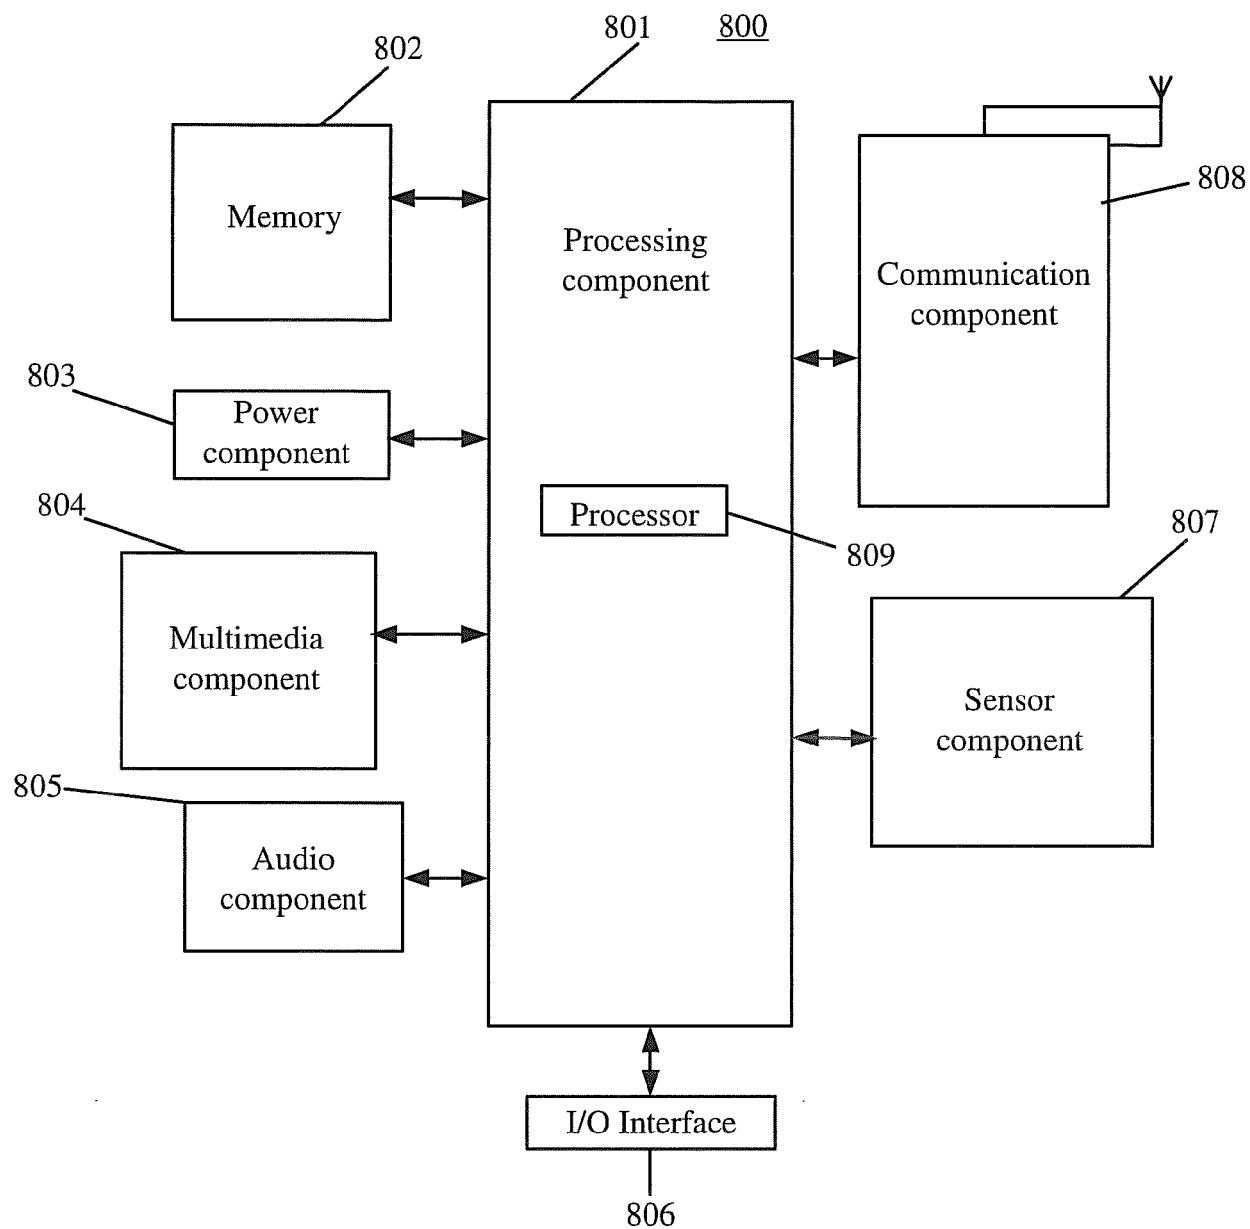 801
800
802
Memory
Processing
component
808
Communication
component
803
Power
component
804
Processor
809
807
Multimedia
component
Sensor
component
805
Audio
component
I/O Interface
806